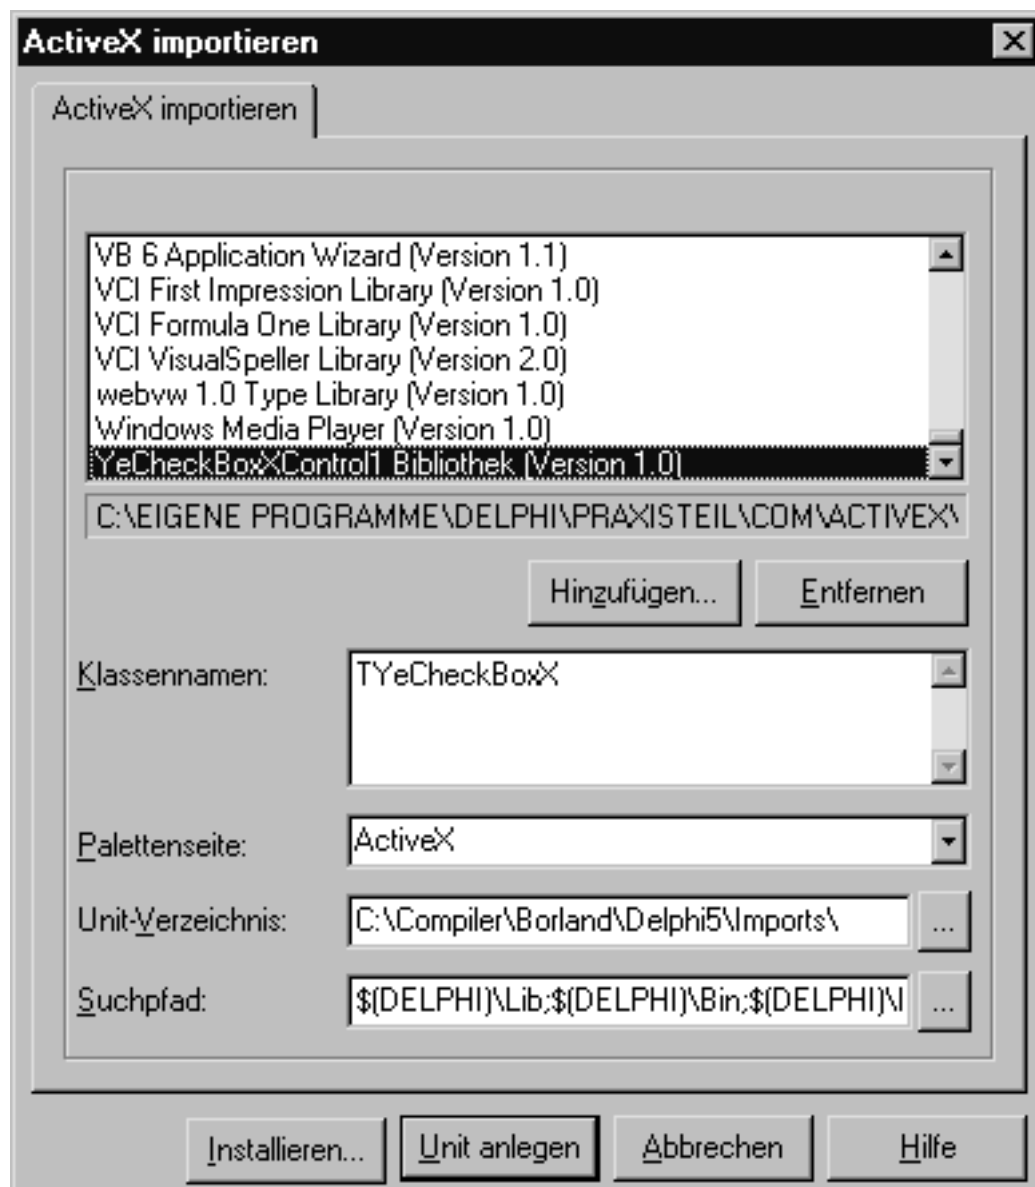 ActiveX importieren
ActiveX importieren
VB 6 Application Wizard (Version 1.1)
VCI First Impression Library (Version 1.0)
VCI Formula One Library (Version 1.0)
VCI VisualSpeller Library (Version 2.0)
webvw 1.0 Type Library (Version 1.0)
Windows Media Player (Version 1.0)
YeCheckBoxXControl1 Bibliothek (Version 1.0)
C:\EIGENE PROGRAMME\DELPHI\PRAXISTEIL\COM\ACTIVEX\
Hinzufügen... Entfernen
Klassennamen: TYeCheckBoxX
Palettenseite: ActiveX
Unit-Verzeichnis: C:\Compiler\Borland\Delphi5\Imports\ ...
Suchpfad: $(DELPHI)\Lib;$(DELPHI)\Bin;$(DELPHI)\I ...
Installieren... Unit anlegen Abbrechen Hilfe